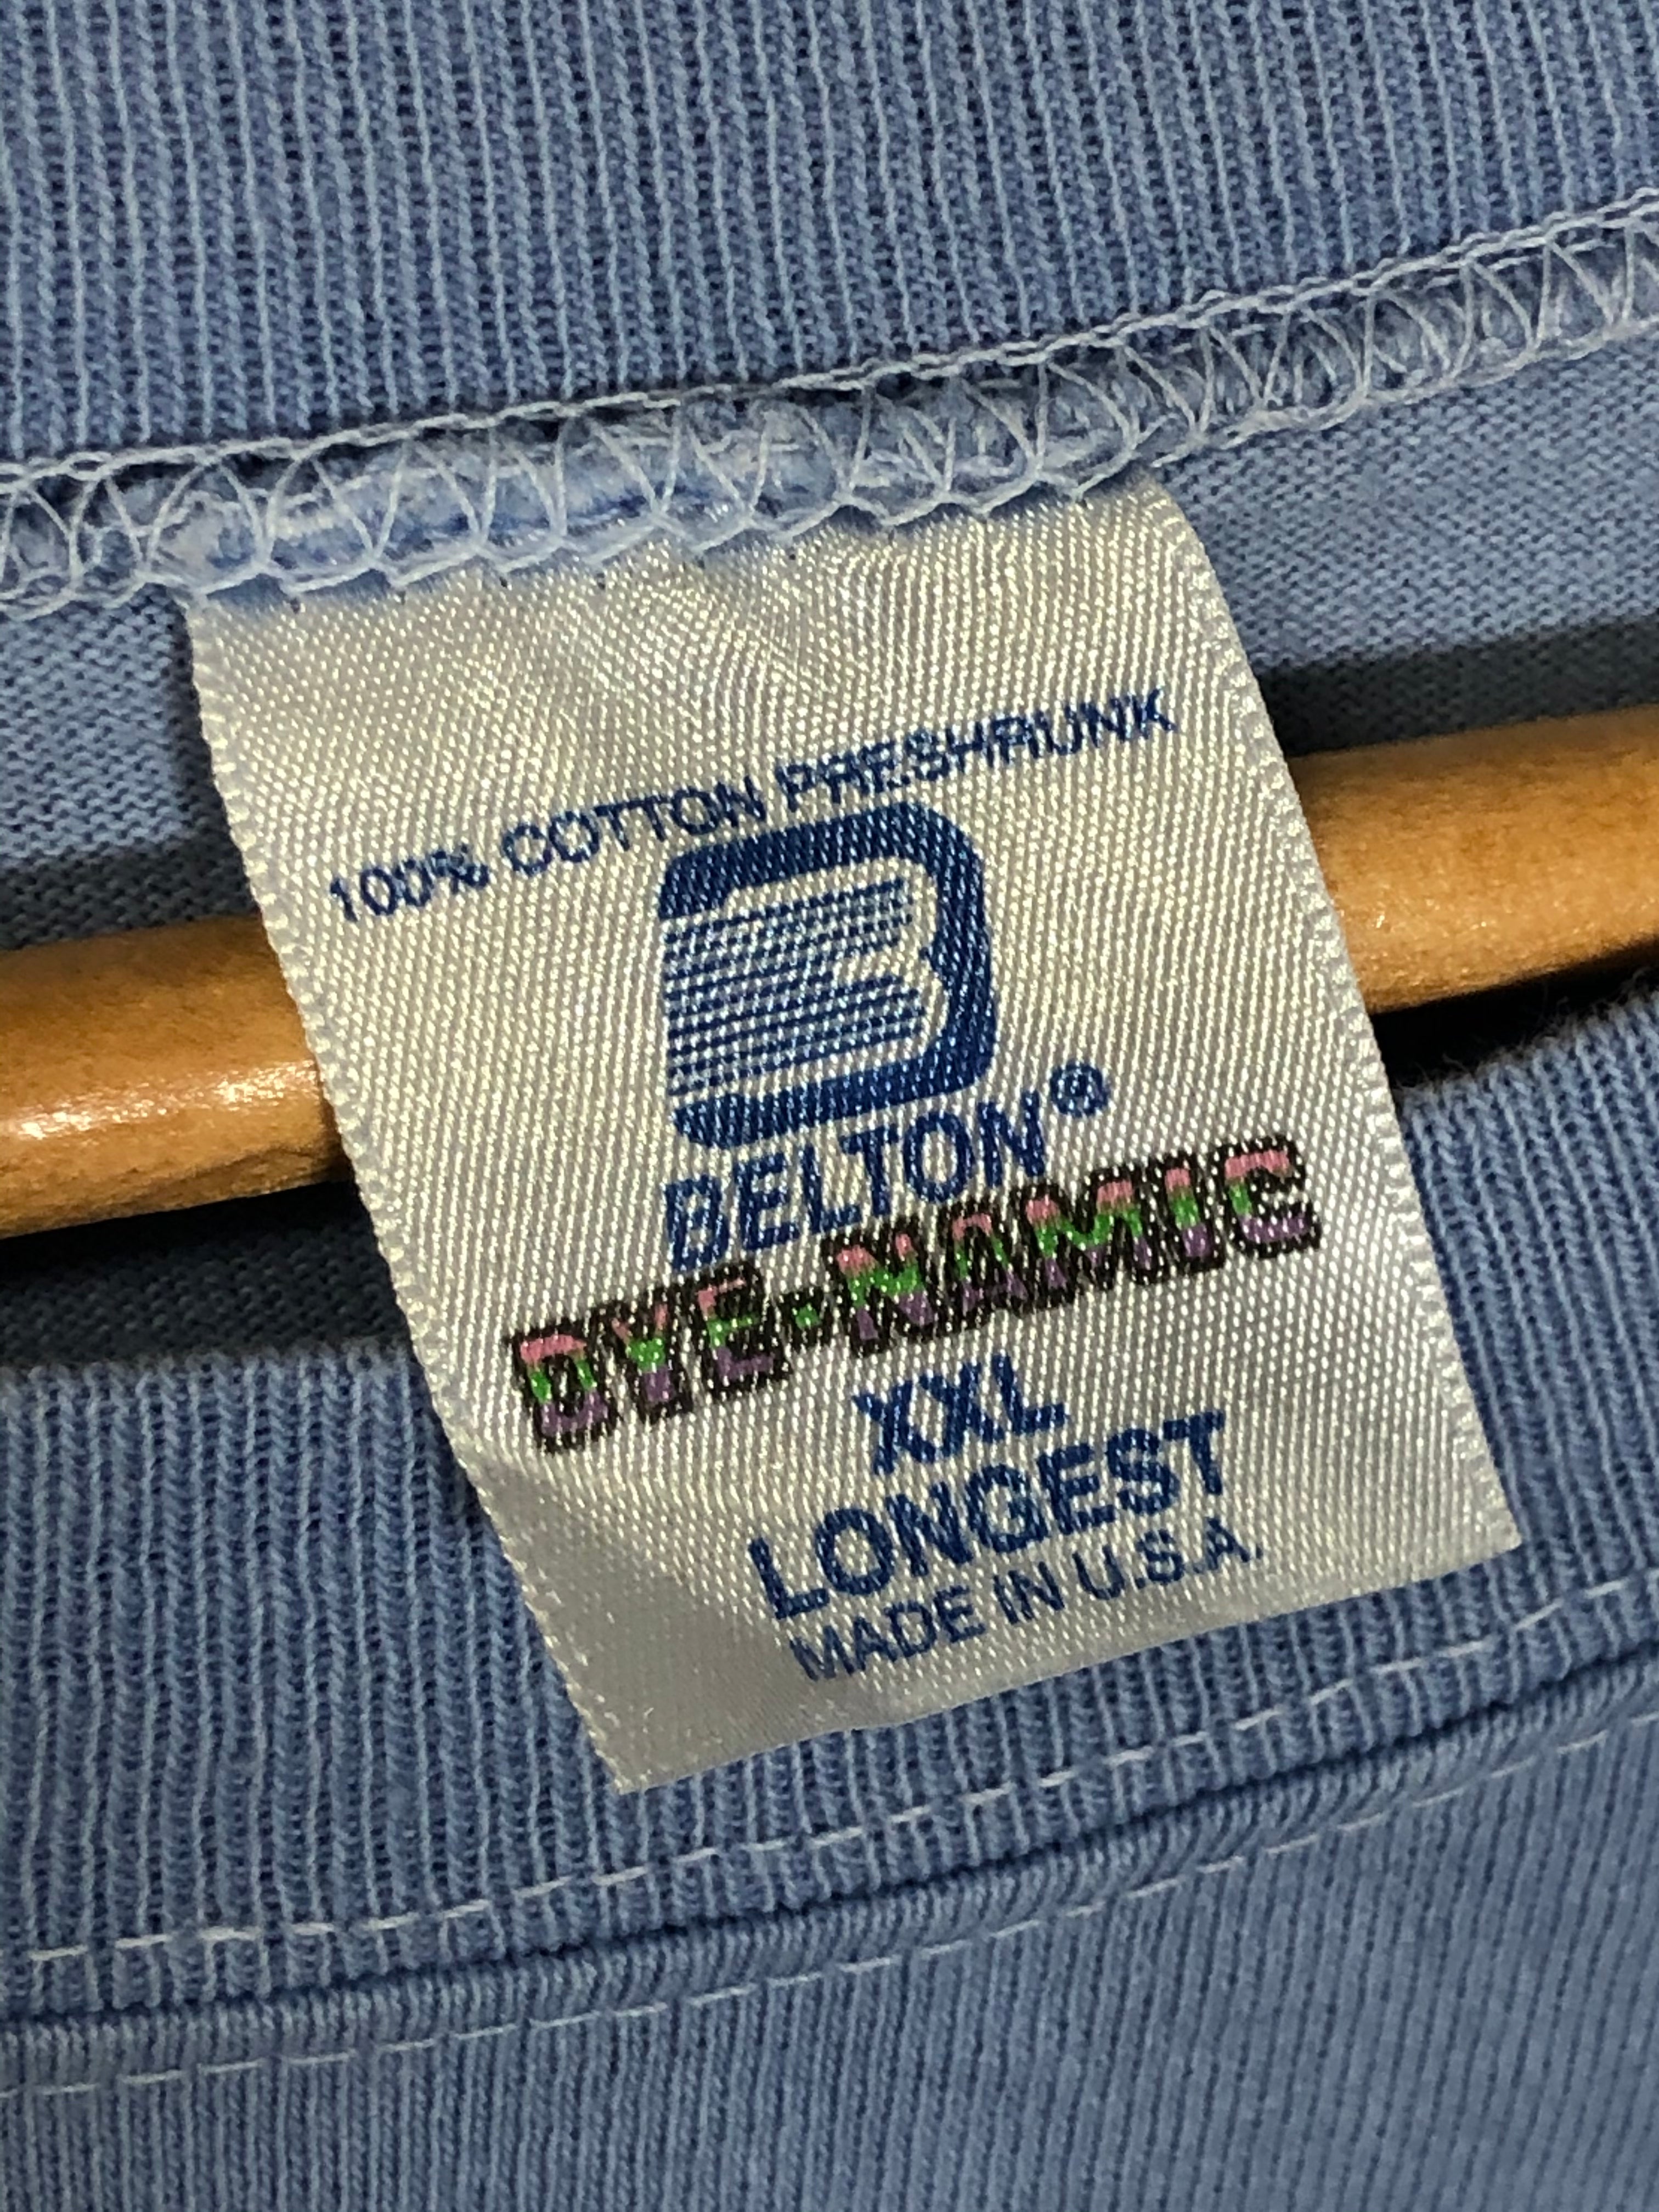 100% COTTON PRESHRUNK
B
BELTON®
DYE•NAMIC
XXL
LONGEST
MADE IN U.S.A.